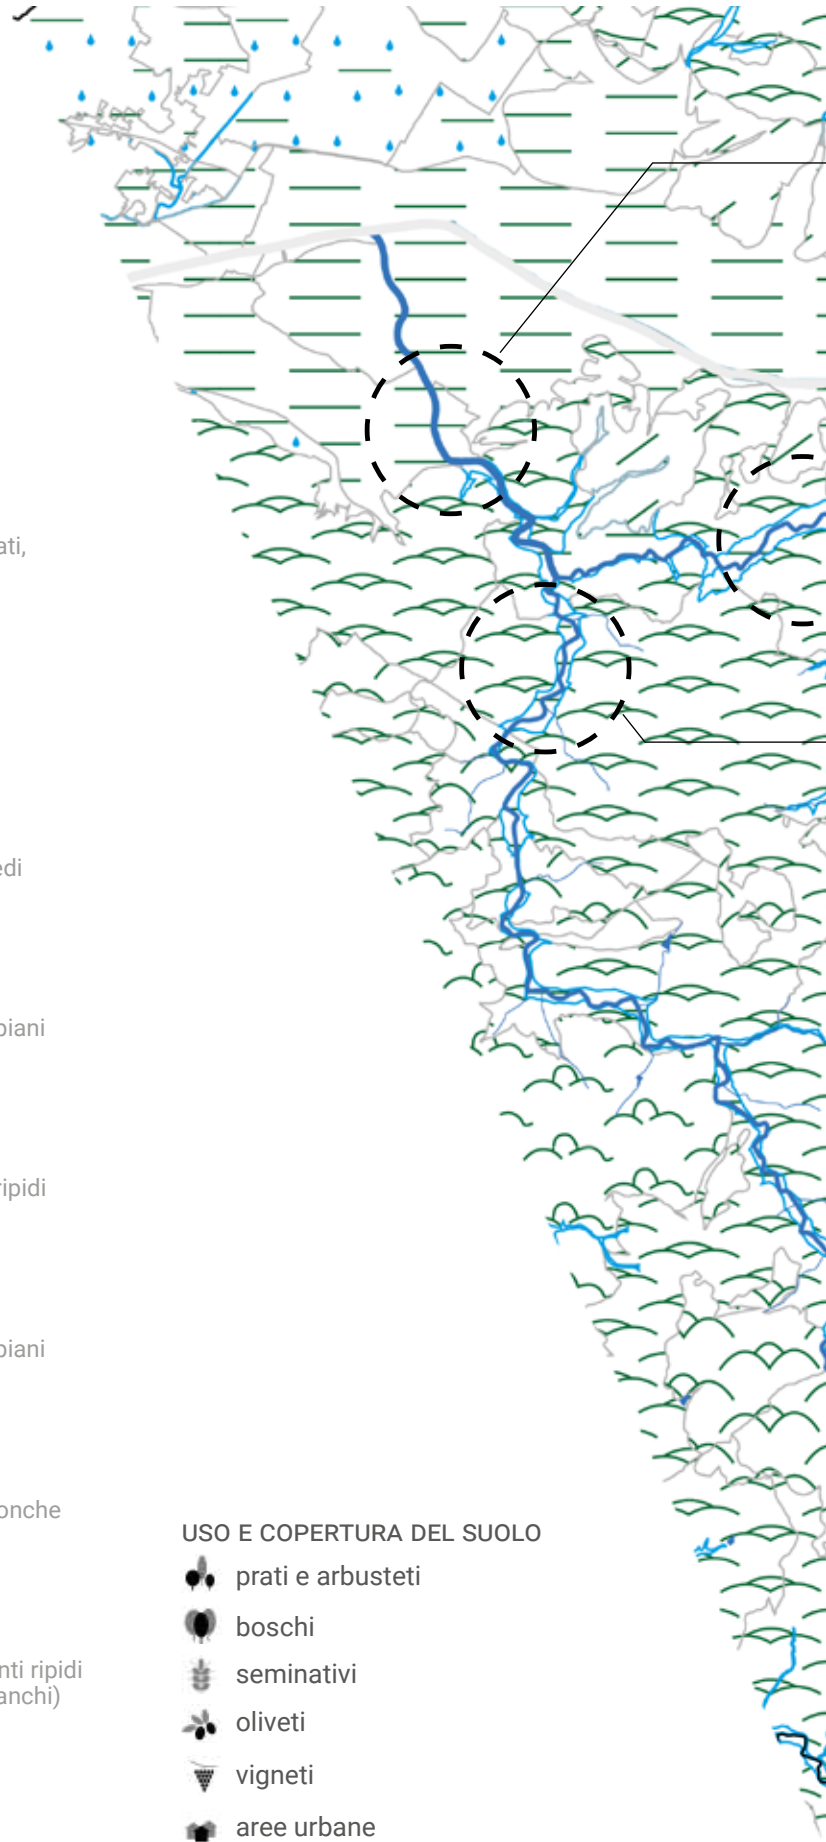 ati,
edi
piani
ripidi
piani
onche
nti ripidi
anchi)
USO E COPERTURA DEL SUOLO
prati e arbusteti
boschi
seminativi
oliveti
vigneti
aree urbane